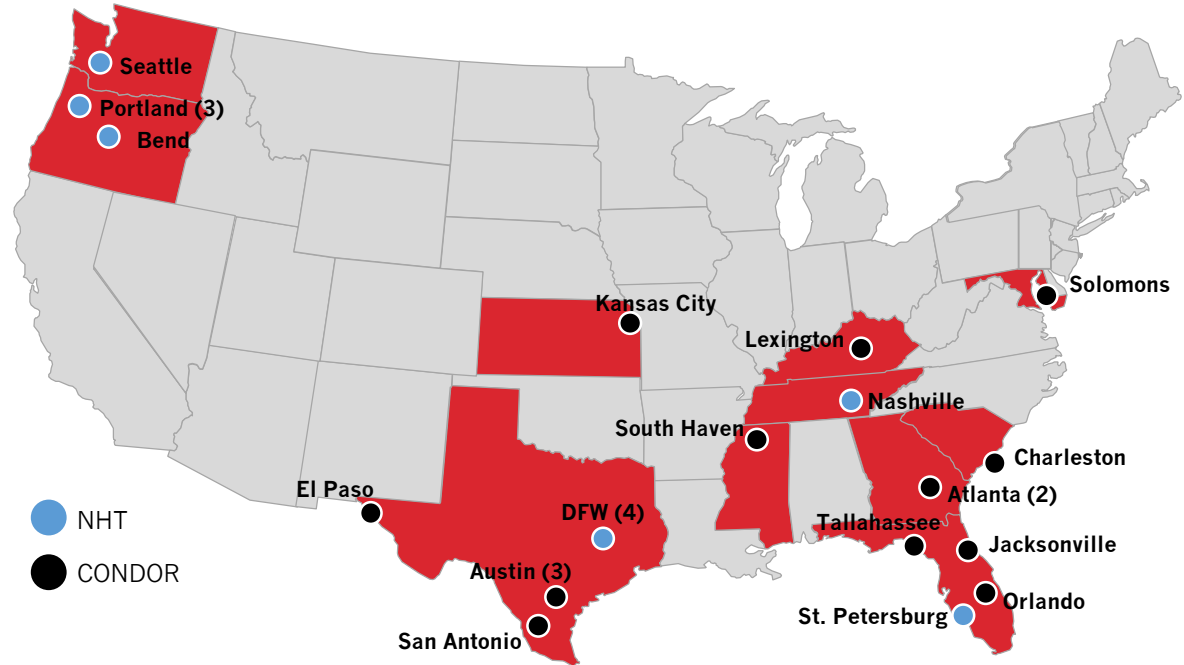 Seattle
Portland (3)
Bend
Solomons
Kansas City
Lexington
Nashville
South Haven
Charleston
El Paso
Atlanta (2)
DFW (4)
Tallahassee
NHT
Jacksonville
CONDOR
Austin (3)
Orlando
St. Petersburg
San Antonio